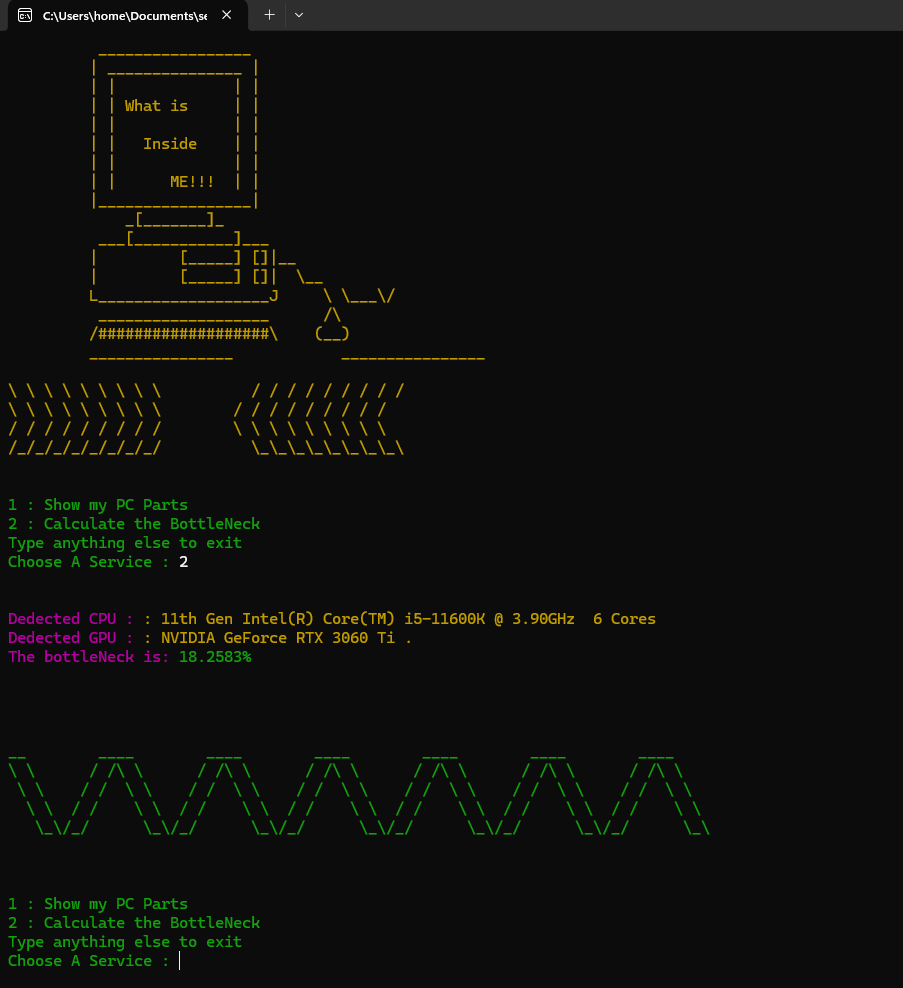 C:\Users\home\Documents\se
What is
Inside
ME!!!
1 : Show my PC Parts
2 : Calculate the BottleNeck
Type anything else to exit
Choose A Service : 2
Dedected CPU : : 11th Gen Intel(R) Core(TM) i5-11600K @ 3.90GHz  6 Cores
Dedected GPU : : NVIDIA GeForce RTX 3060 Ti .
The bottleNeck is: 18.2583%
1 : Show my PC Parts
2 : Calculate the BottleNeck
Type anything else to exit
Choose A Service :